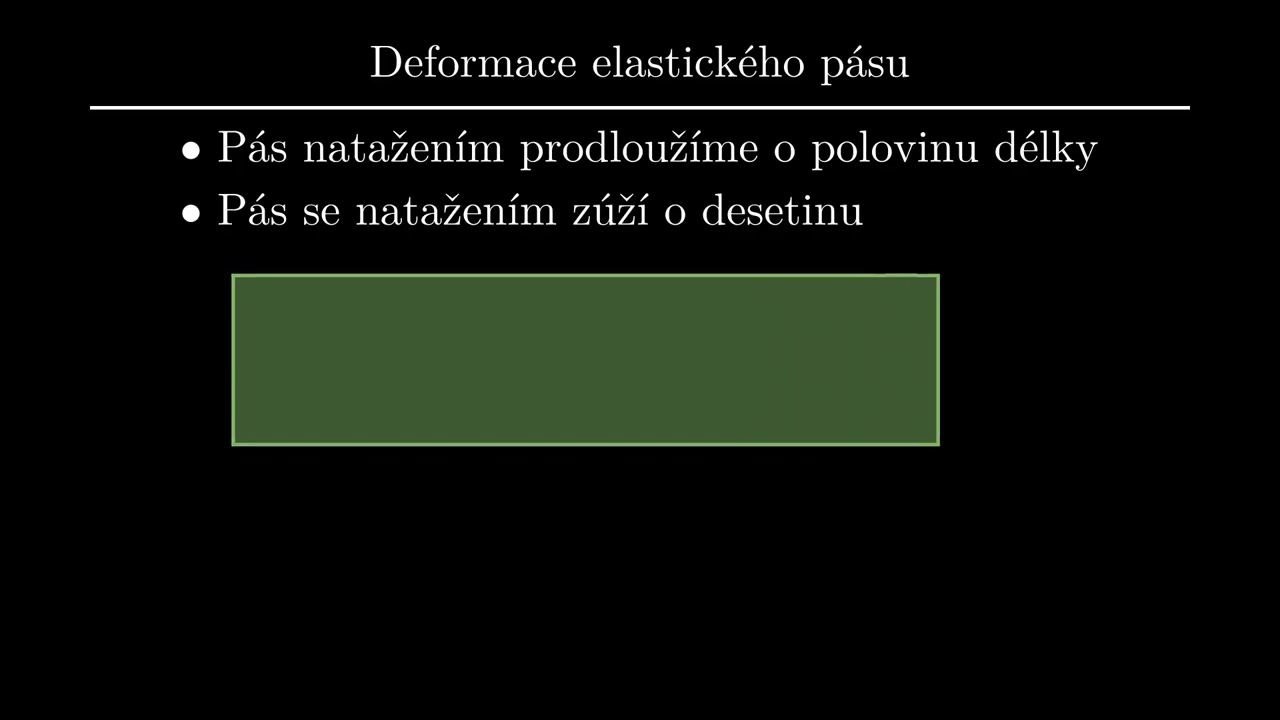 Deformace elastického pásu
• Pás natažením prodloužíme o polovinu délky
• Pás se natažením zúží o desetinu